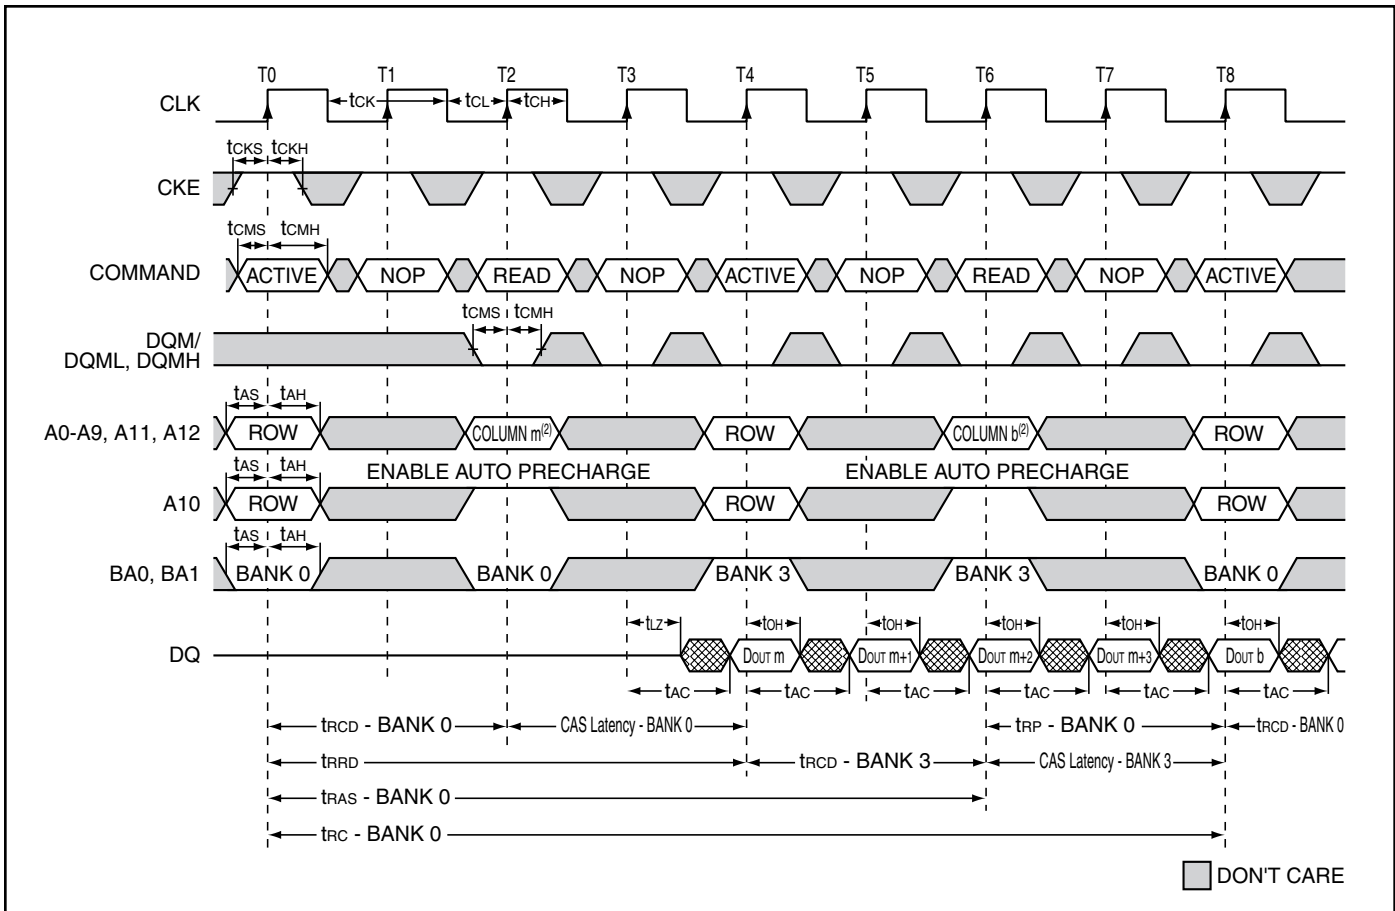 T0 T1 T2 T3 T4 T5 T6 T7 T8
CLK tCK tCL tCH
tCKS tCKH
CKE
tCMS tCMH
COMMAND ACTIVE NOP READ NOP ACTIVE NOP READ NOP ACTIVE
tCMS tCMH
DQM/
DQML, DQMH
tAS tAH
A0-A9, A11, A12 ROW COLUMN m(2) ROW COLUMN b(2) ROW
tAS tAH ENABLE AUTO PRECHARGE ENABLE AUTO PRECHARGE
A10 ROW ROW ROW
tAS tAH
BA0, BA1 BANK 0 BANK 0 BANK 3 BANK 3 BANK 0
tLZ tOH tOH tOH tOH tOH
DQ DOUT m DOUT m+1 DOUT m+2 DOUT m+3 DOUT b
tAC tAC tAC tAC tAC tAC
tRCD - BANK 0 CAS Latency - BANK 0 tRP - BANK 0 tRCD - BANK 0
tRRD tRCD - BANK 3 CAS Latency - BANK 3
tRAS - BANK 0
tRC - BANK 0
DON'T CARE